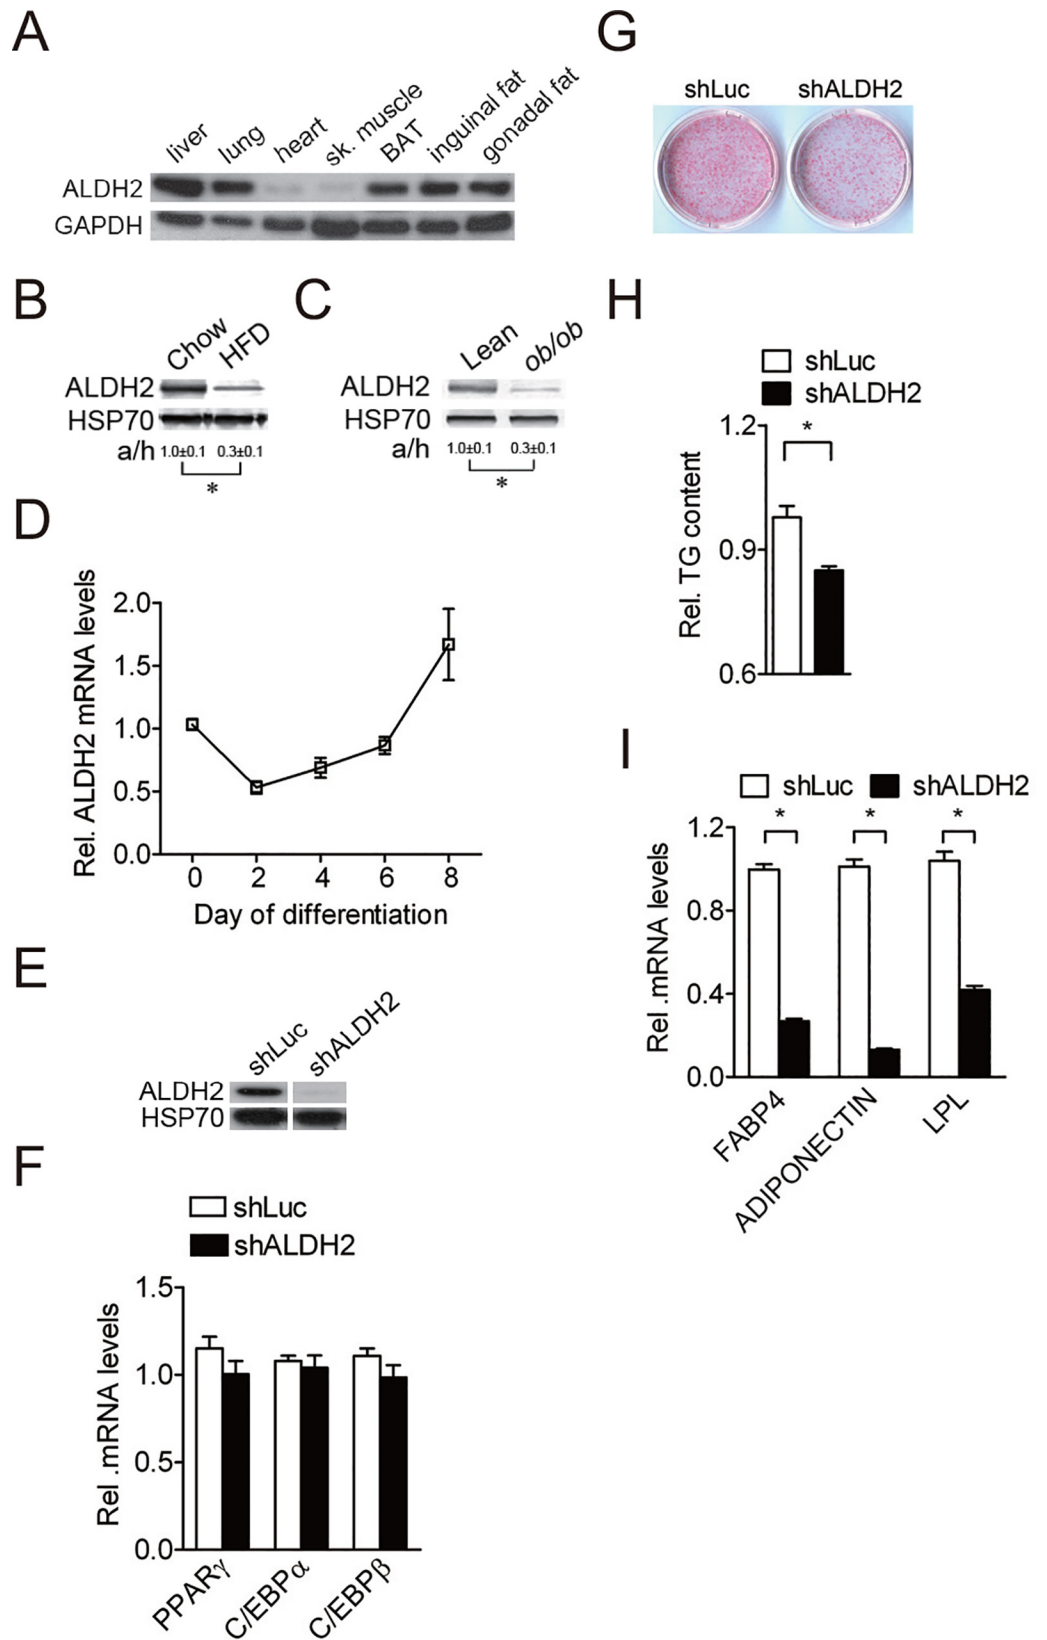 A
liver lung heart sk. muscle BAT inguinal fat gonadal fat
ALDH2
GAPDH
B
Chow HFD
ALDH2
HSP70
a/h 1.0±0.1 0.3±0.1
*
C
Lean ob/ob
ALDH2
HSP70
a/h 1.0±0.1 0.3±0.1
*
D
Rel. ALDH2 mRNA levels
2.0
1.5
1.0
0.5
0.0
0 2 4 6 8
Day of differentiation
E
shLuc shALDH2
ALDH2
HSP70
F
shLuc
shALDH2
Rel .mRNA levels
1.5
1.0
0.5
0.0
PPARγ C/EBPα C/EBPβ
G
shLuc shALDH2
H
shLuc
shALDH2
Rel. TG content
1.2
0.9
0.6
*
I
shLuc shALDH2
* * *
Rel .mRNA levels
1.2
0.8
0.4
0.0
FABP4 ADIPONECTIN LPL